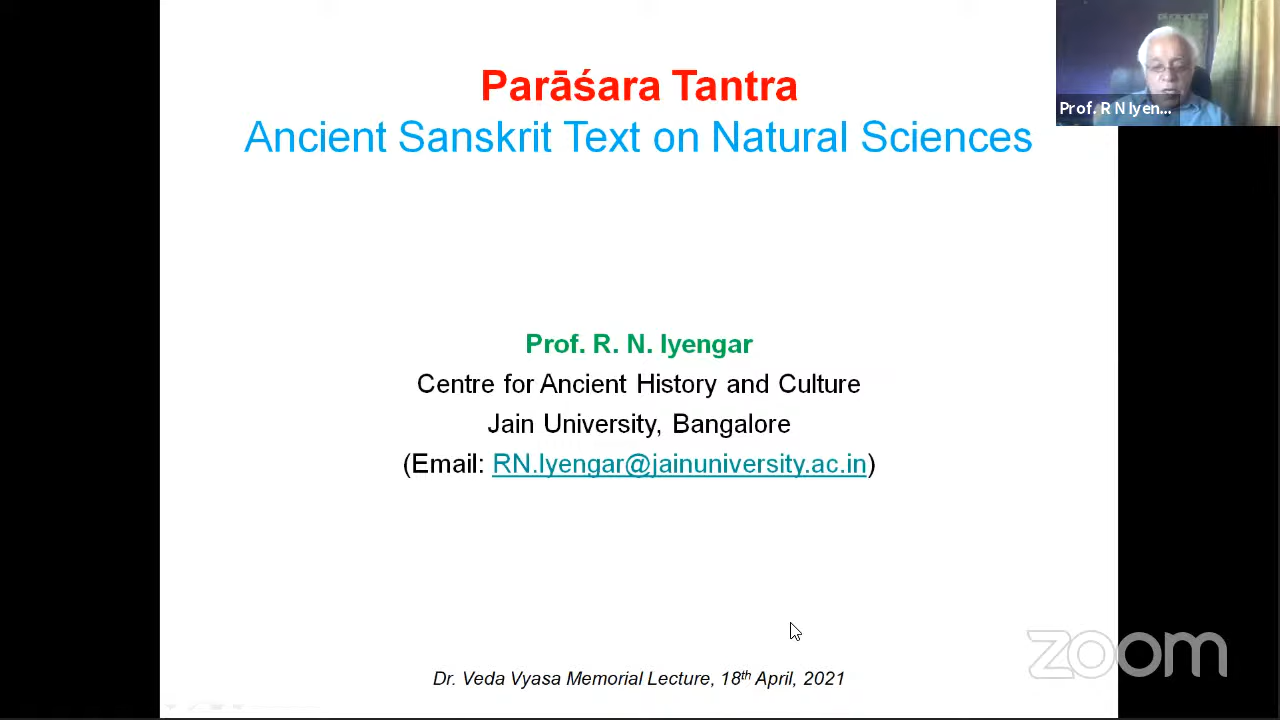 Parāśara Tantra
Ancient Sanskrit Text on Natural Sciences
Prof. R N Iyen...
Prof. R. N. Iyengar
Centre for Ancient History and Culture
Jain University, Bangalore
(Email: RN.Iyengar@jainuniversity.ac.in)
zoom
Dr. Veda Vyasa Memorial Lecture, 18th April, 2021